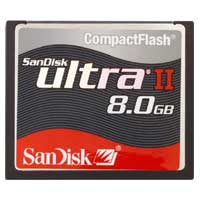 CompactFlash®
SanDisk
ultra II
8.0GB
SanDisk